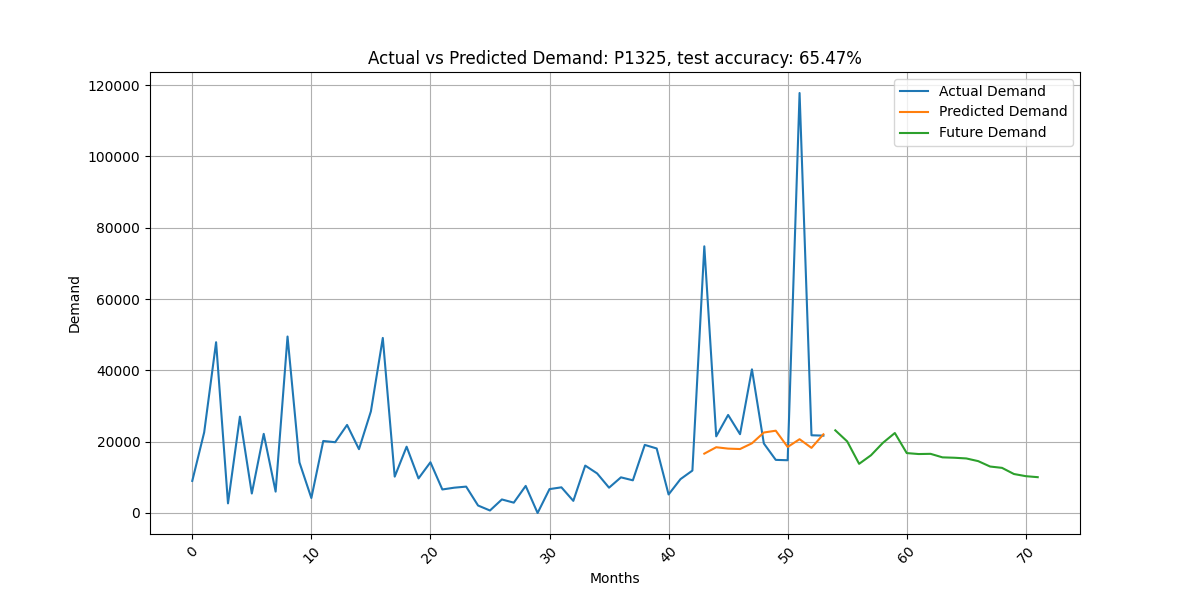 Actual vs Predicted Demand: P1325, test accuracy: 65.47%
Actual Demand
Predicted Demand
Future Demand
120000
100000
80000
60000
40000
20000
0
Demand
0
10
20
30
40
50
60
70
Months